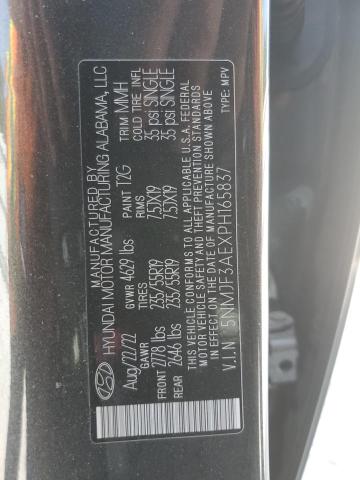 MANUFACTURED BY
HYUNDAI MOTOR MANUFACTURING ALABAMA, LLC
Aug/22/22 GVWR 4629 lbs PAINT T2G TRIM MMH
GAWR TIRES RIMS COLD TIRE INFL
FRONT 2778 lbs 235/55R19 7.5JX19 35 psi SINGLE
REAR 2646 lbs 235/55R19 7.5JX19 35 psi SINGLE
THIS VEHICLE CONFORMS TO ALL APPLICABLE U.S.A. FEDERAL
MOTOR VEHICLE SAFETY AND THEFT PREVENTION STANDARDS
IN EFFECT ON THE DATE OF MANUFACTURE SHOWN ABOVE
V.I.N 5NMJF3AEXPH165837 TYPE: MPV